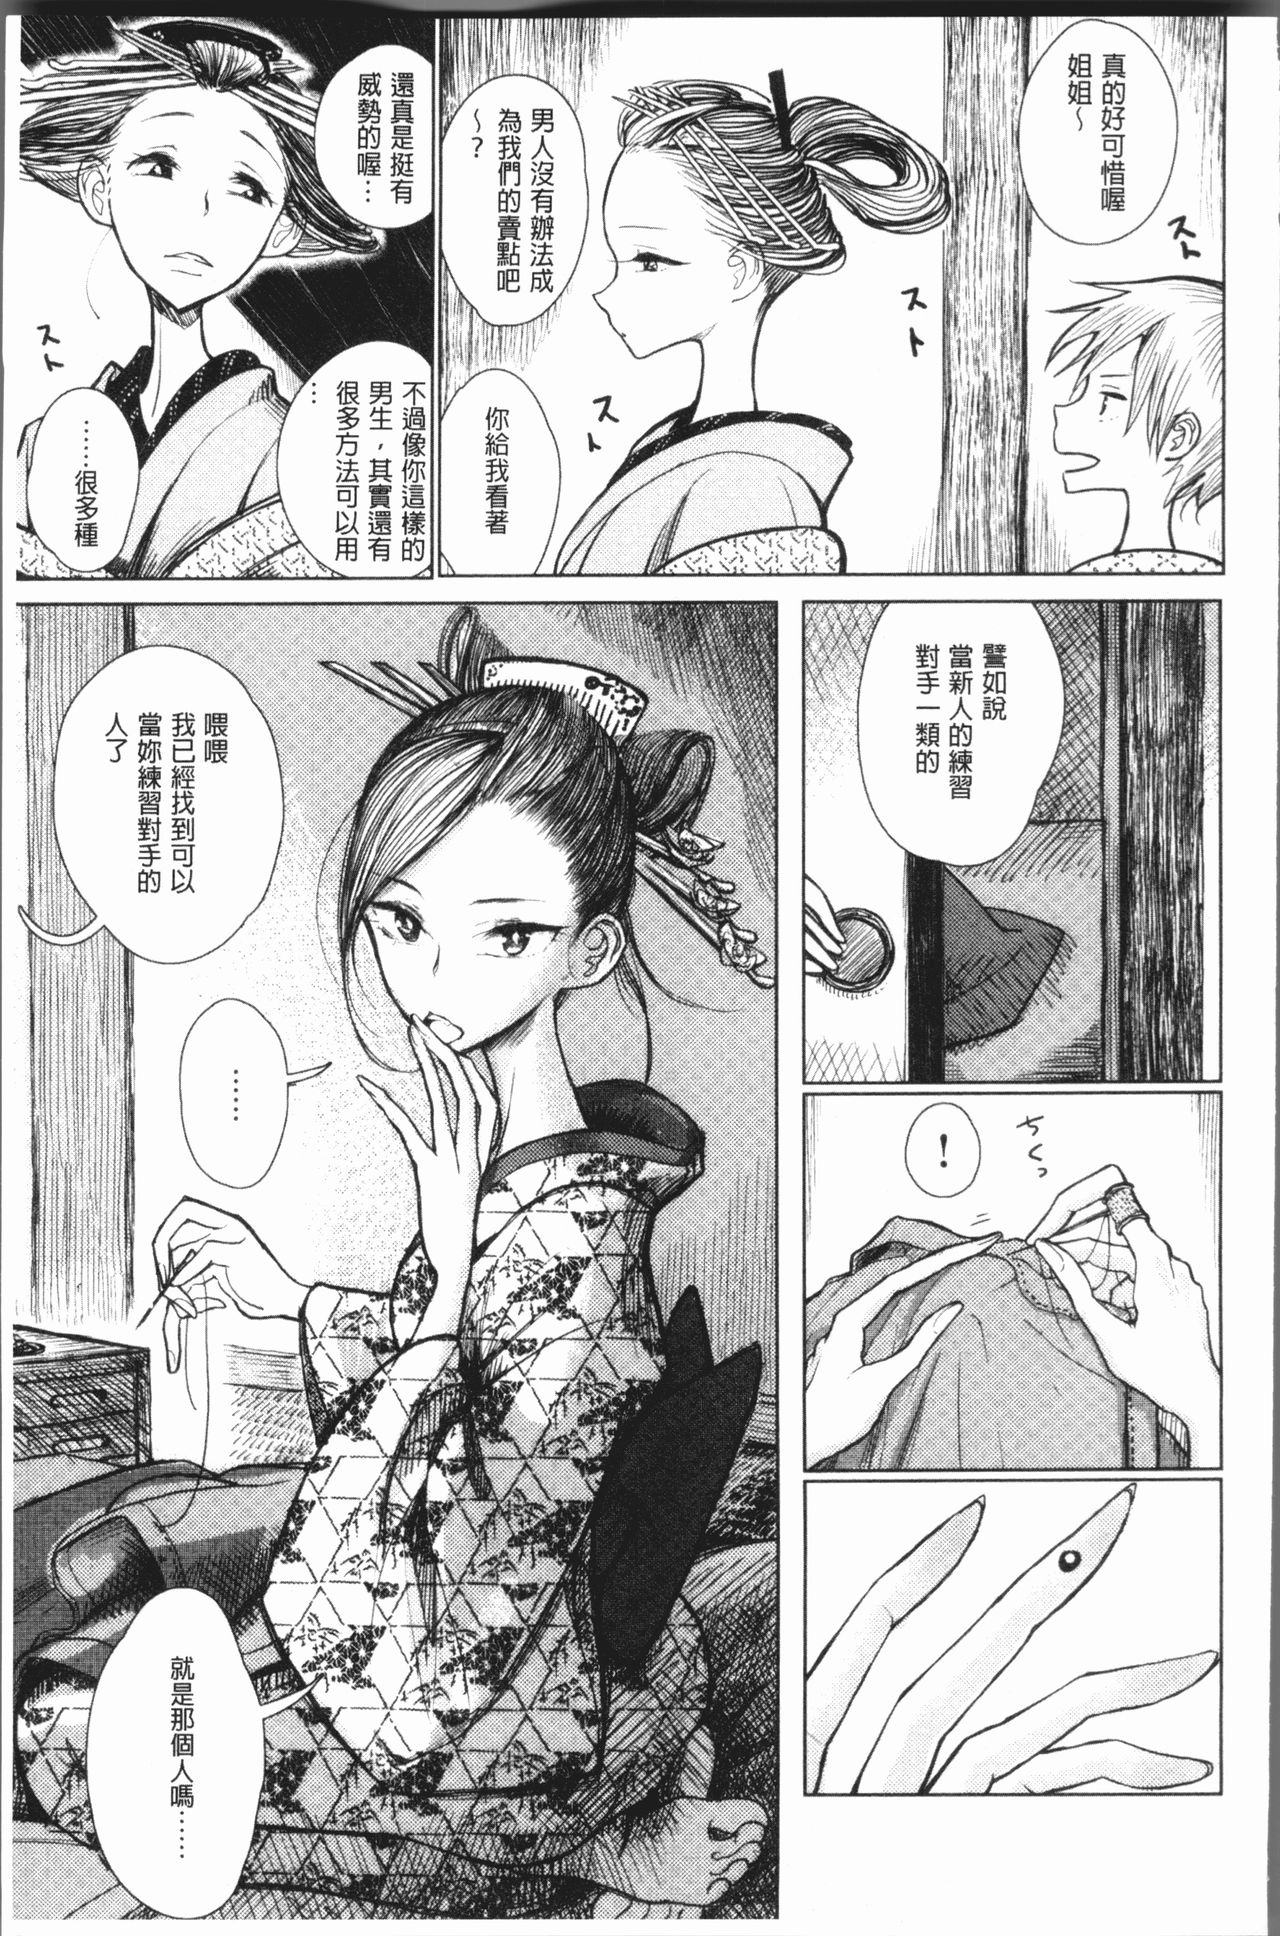 真的好可惜喔
姐姐～
スト
スト
スト
男人沒有辦法成
為我們的賣點吧
～？
你給我看著
還真是挺有
威勢的喔…
不過像你這樣的
男生，其實還有
很多方法可以用
…
スト
……很多種
譬如說
當新人的練習
對手一類的
ちくっ
！
喂喂
我已經找到可以
當妳練習對手的
人了
……
就是那個人嗎……